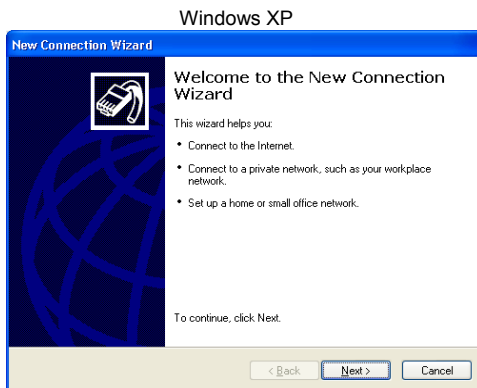 Windows XP
New Connection Wizard
Welcome to the New Connection
Wizard
This wizard helps you:
• Connect to the Internet.
• Connect to a private network, such as your workplace
network.
• Set up a home or small office network.
To continue, click Next.
< Back
Next >
Cancel